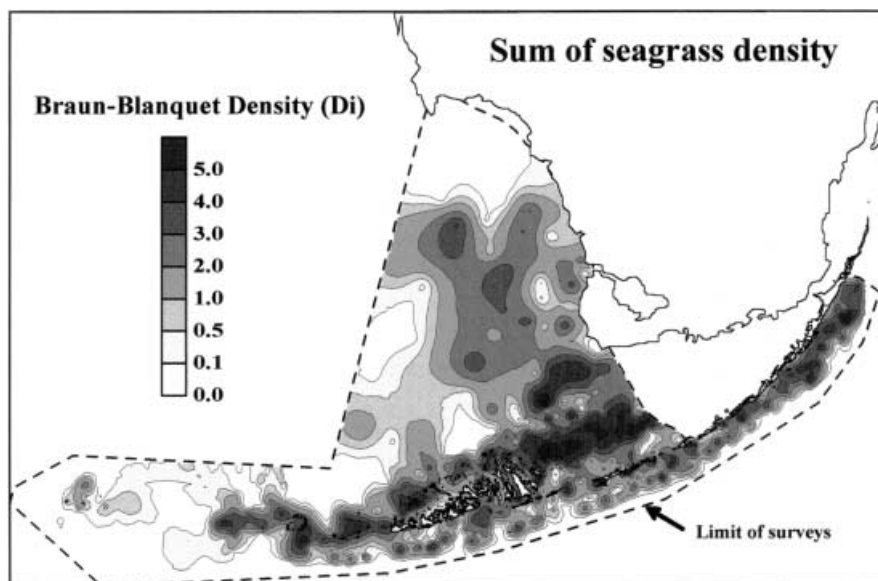 Sum of seagrass density
Braun-Blanquet Density (Di)
5.0
4.0
3.0
2.0
1.0
0.5
0.1
0.0
Limit of surveys